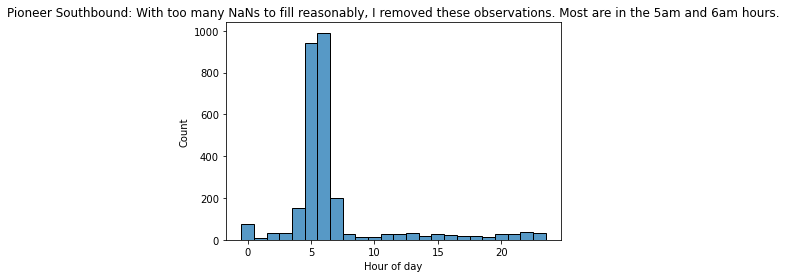 Pioneer Southbound: With too many NaNs to fill reasonably, I removed these observations. Most are in the 5am and 6am hours.
1000
800
600
400
200
0
Count
0 5 10 15 20
Hour of day